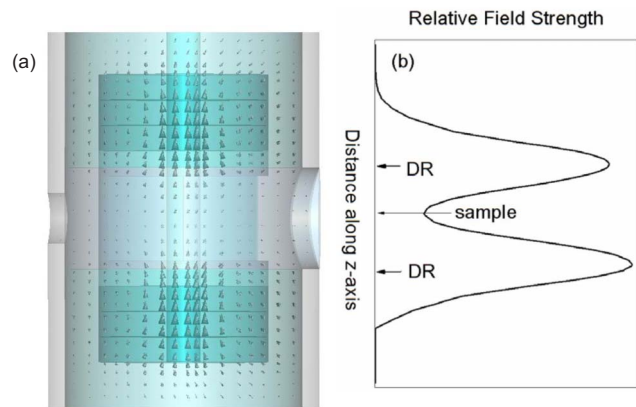 Relative Field Strength
(a)
(b)
Distance along z-axis
DR
sample
DR